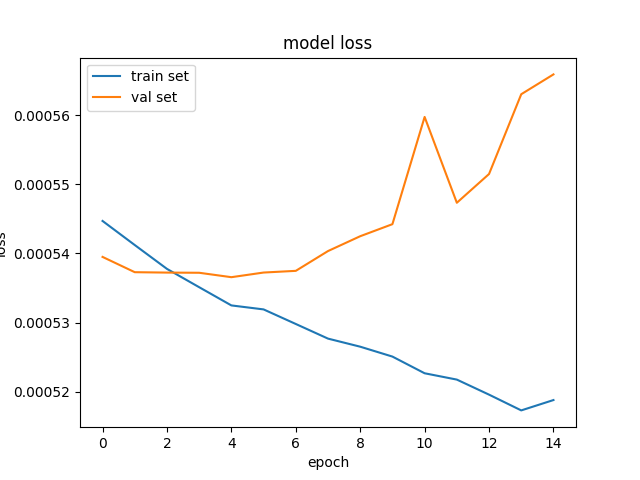 model loss
train set
val set
0.00056
0.00055
0.00054
0.00053
0.00052
loss
0 2 4 6 8 10 12 14
epoch